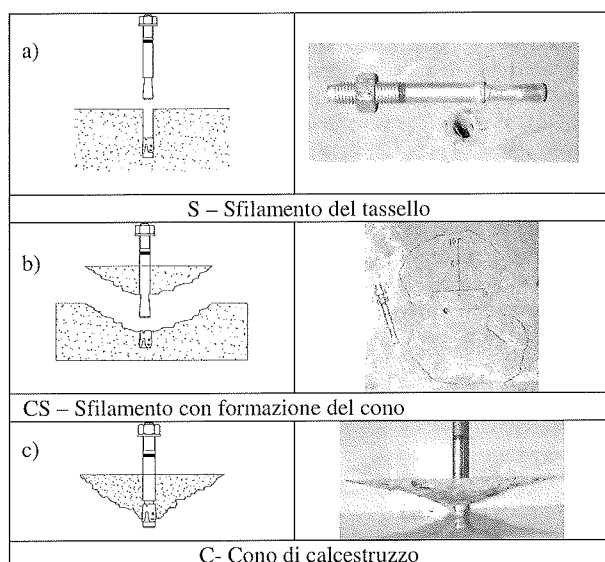 a)
S – Sfilamento del tassello
b)
CS – Sfilamento con formazione del cono
c)
C- Cono di calcestruzzo